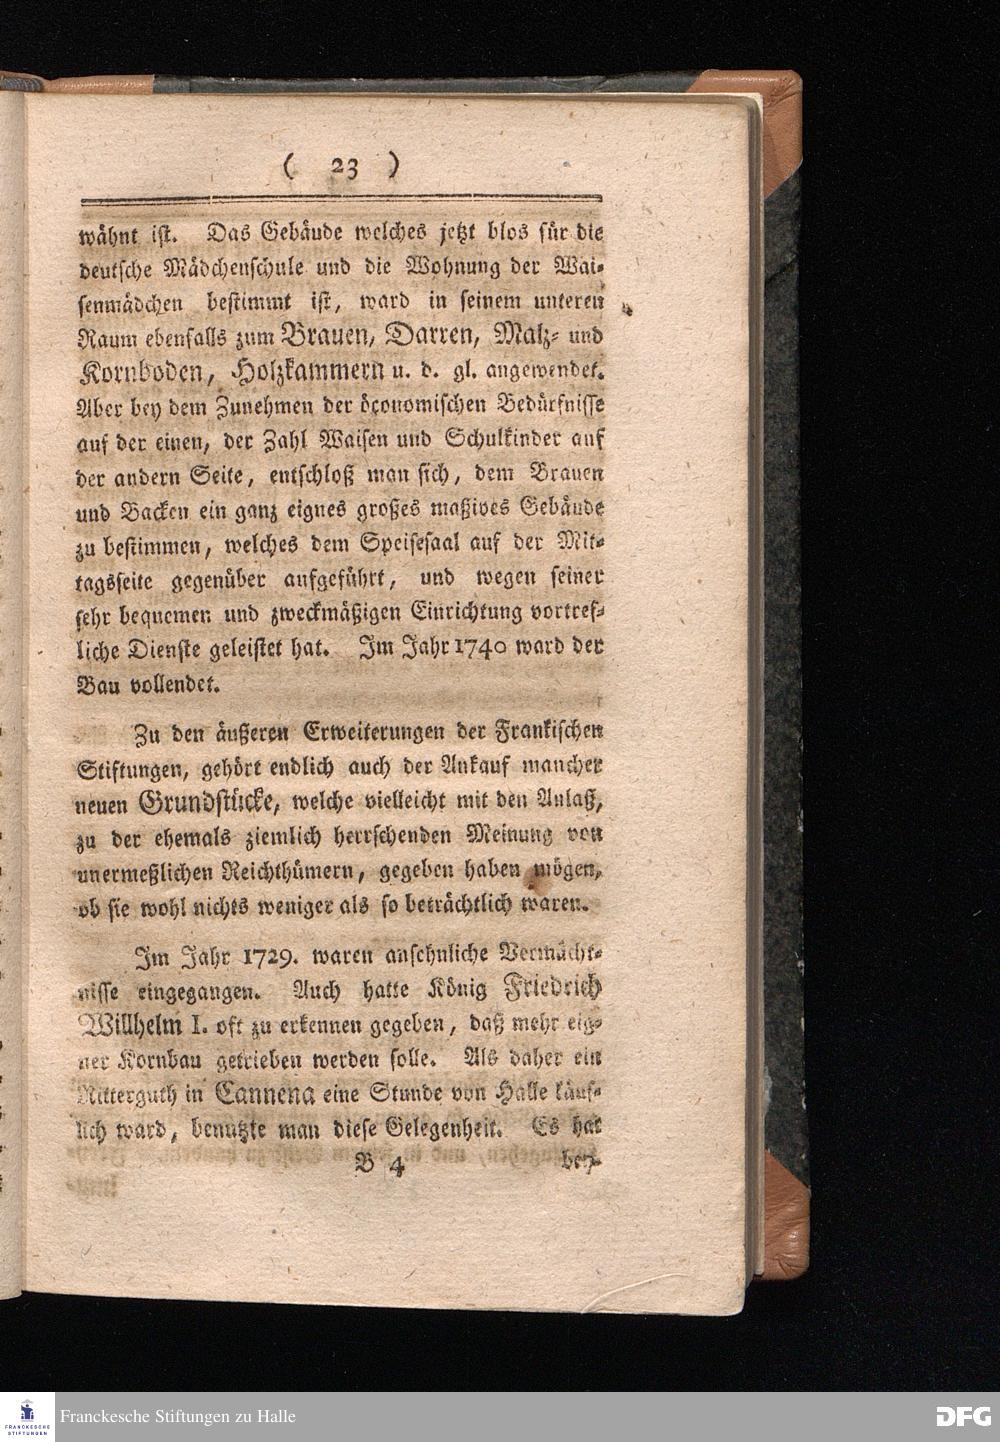 ( 23 )
wähnt ist. Das Gebäude welches jetzt blos für die
deutsche Mädchenschule und die Wohnung der Wai-
senmädchen bestimmt ist, ward in seinem unteren
Raum ebenfalls zum Brauen, Darren, Malz- und
Kornboden, Holzkammern u. d. gl. angewendet.
Aber bey dem Zunehmen der öconomischen Bedürfnisse
auf der einen, der Zahl Waisen und Schulkinder auf
der andern Seite, entschloß man sich, dem Brauen
und Backen ein ganz eignes großes maßives Gebäude
zu bestimmen, welches dem Speisesaal auf der Mit-
tagsseite gegenüber aufgeführt, und wegen seiner
sehr bequemen und zweckmäßigen Einrichtung vortref-
liche Dienste geleistet hat. Im Jahr 1740 ward der
Bau vollendet.
Zu den äußeren Erweiterungen der Frankischen
Stiftungen, gehört endlich auch der Ankauf mancher
neuen Grundstücke, welche vielleicht mit den Anlaß,
zu der ehemals ziemlich herrschenden Meinung von
unermeßlichen Reichthümern, gegeben haben mögen,
ob sie wohl nichts weniger als so beträchtlich waren.
Im Jahr 1729. waren ansehnliche Vermächt-
nisse eingegangen. Auch hatte König Friedrich
Willhelm I. oft zu erkennen gegeben, daß mehr eig-
ner Kornbau getrieben werden solle. Als daher ein
Ritterguth in Cannena eine Stunde von Halle käuf-
lich ward, benutzte man diese Gelegenheit. Es hat
B 4 bey-
FRANCKESCHE
STIFTUNGEN
Franckesche Stiftungen zu Halle
DFG